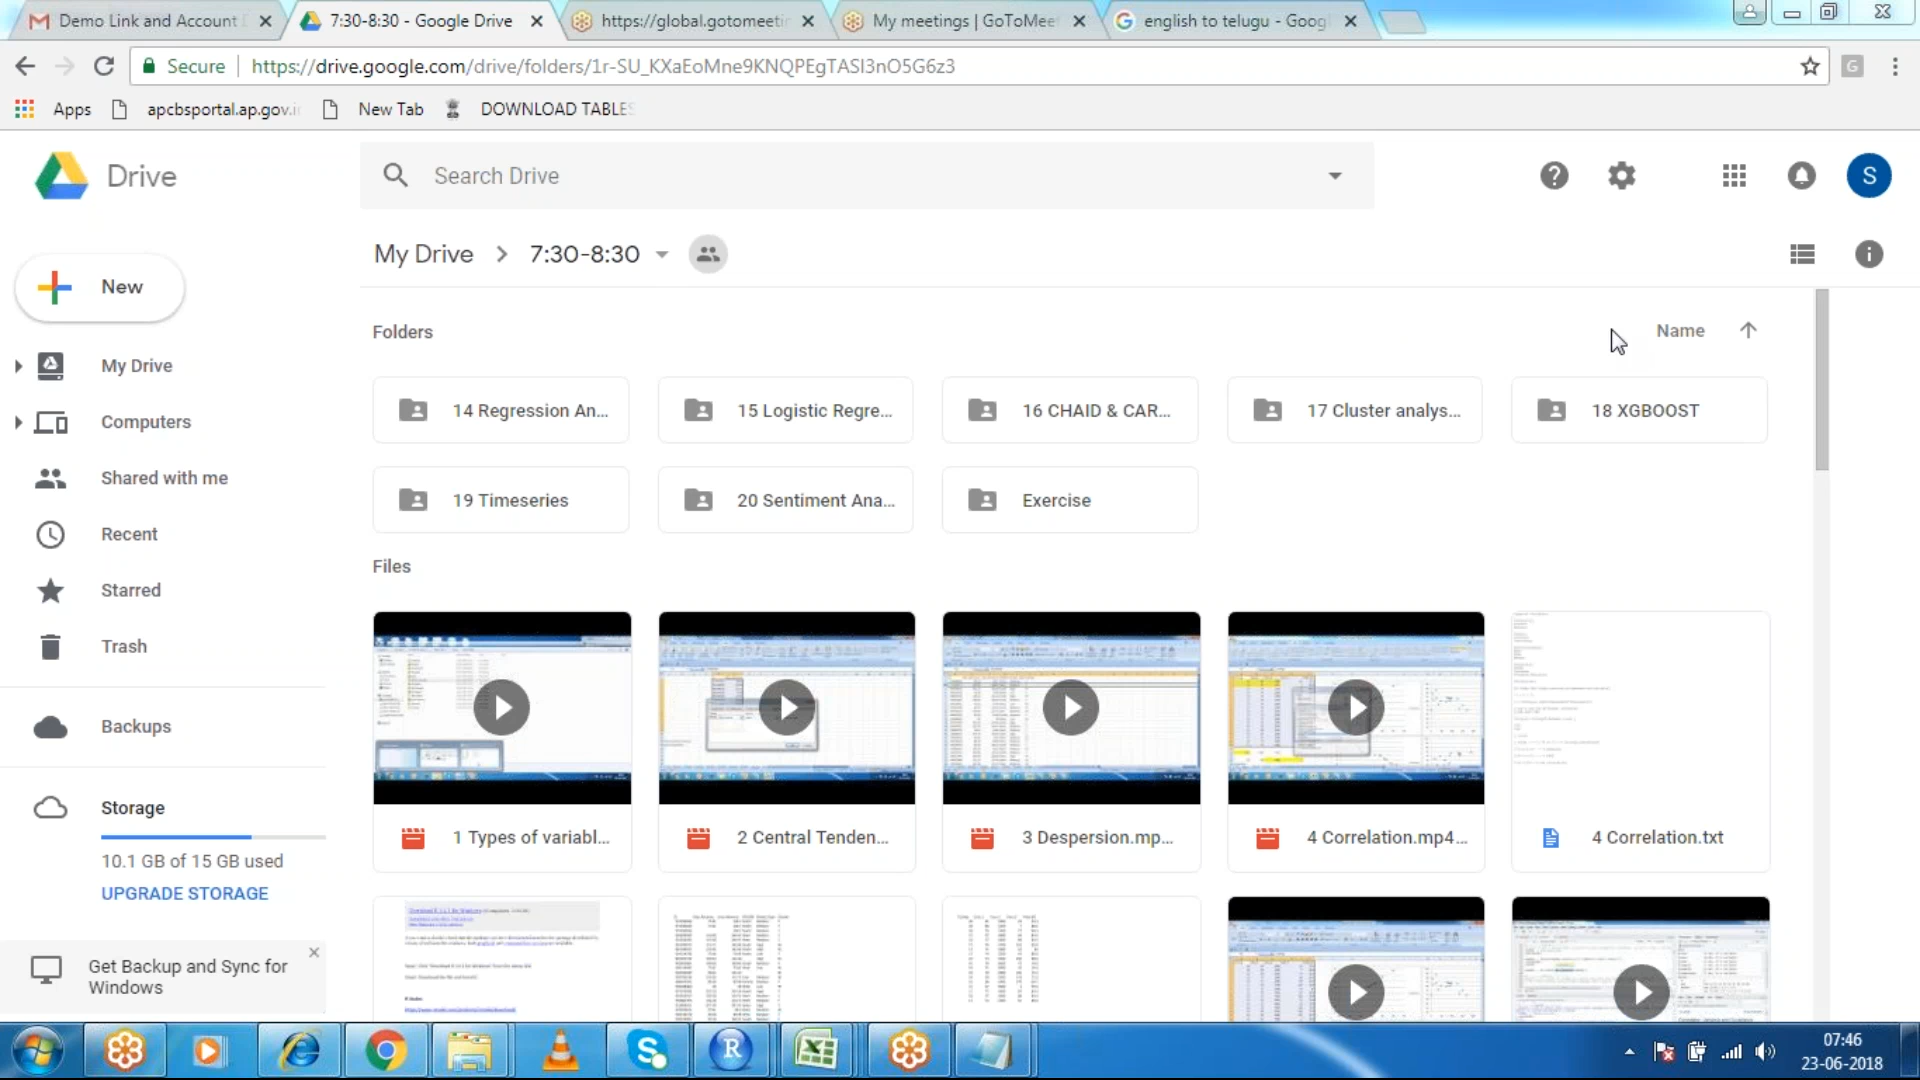 Demo Link and Account
7:30-8:30 - Google Drive
https://global.gotomeeti
My meetings | GoToMee
english to telugu - Goog
Secure
https://drive.google.com/drive/folders/1r-SU_KXaEoMne9KNQPEgTASI3nO5G6z3
G
Apps
apcbsportal.ap.gov.i
New Tab
DOWNLOAD TABLES
Drive
Search Drive
S
My Drive > 7:30-8:30
New
Folders
Name
My Drive
14 Regression An...
15 Logistic Regre...
16 CHAID & CAR...
17 Cluster analys...
18 XGBOOST
Computers
Shared with me
19 Timeseries
20 Sentiment Ana...
Exercise
Recent
Files
Starred
Trash
Backups
Storage
10.1 GB of 15 GB used
UPGRADE STORAGE
1 Types of variabl...
2 Central Tenden...
3 Despersion.mp...
4 Correlation.mp4...
4 Correlation.txt
Get Backup and Sync for
Windows
07:46
23-06-2018